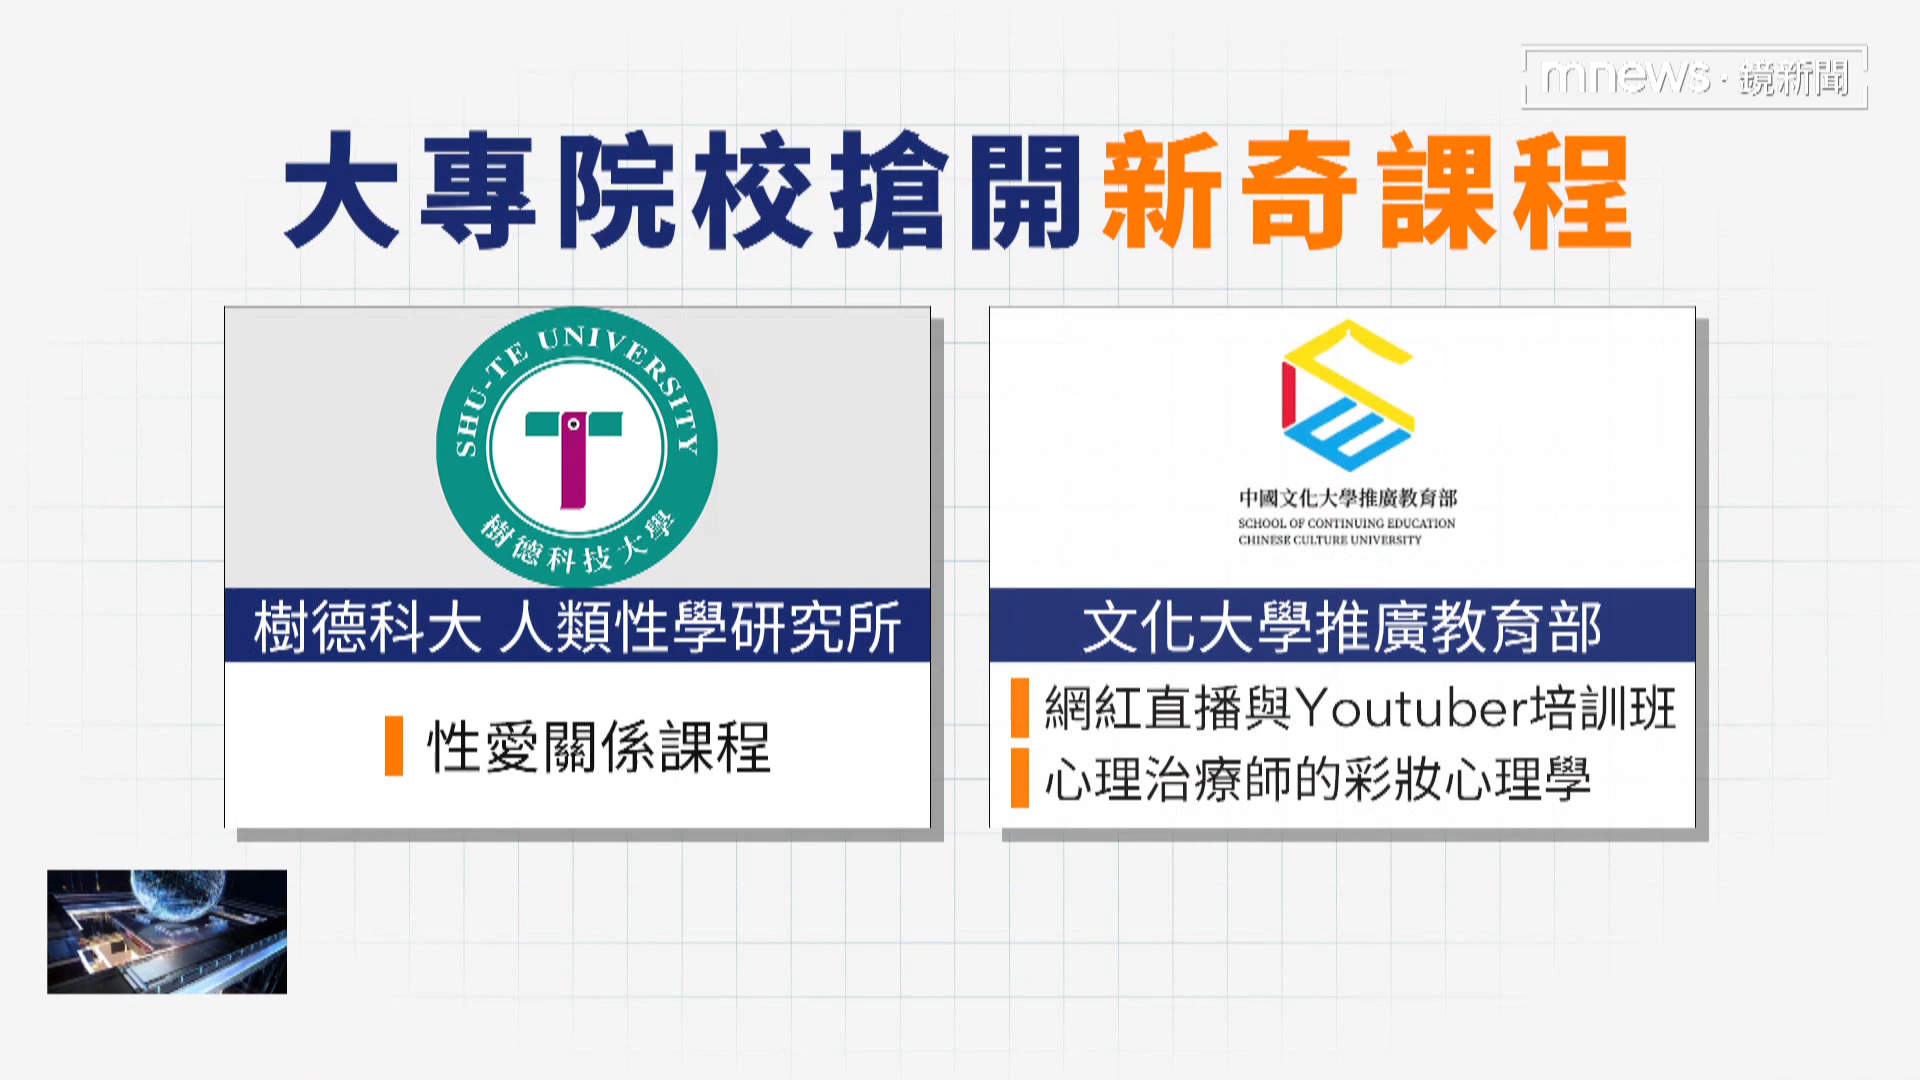 mnews·鏡新聞
大專院校搶開新奇課程
SHU-TE UNIVERSITY
樹德科技大學
樹德科大 人類性學研究所
性愛關係課程
中國文化大學推廣教育部
SCHOOL OF CONTINUING EDUCATION
CHINESE CULTURE UNIVERSITY
文化大學推廣教育部
網紅直播與Youtuber培訓班
心理治療師的彩妝心理學